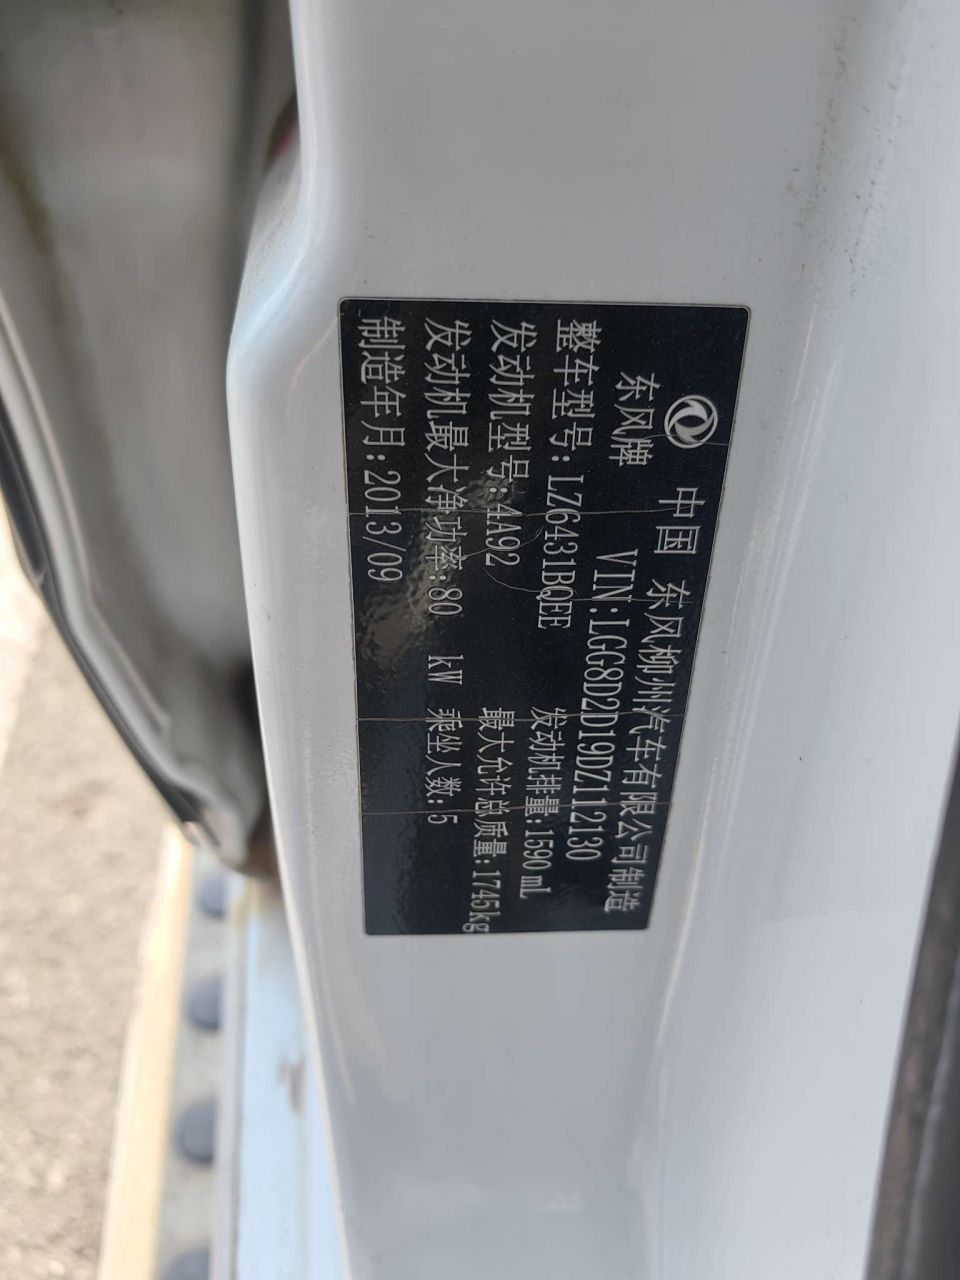 中国 东风柳州汽车有限公司制造
东风牌 VIN:LGG8D2D19DZ112130
整车型号:LZ6431BQEE 发动机排量:1590 mL
发动机型号:4A92 最大允许总质量:1745kg
发动机最大净功率:80 kW 乘坐人数:5
制造年月:2013/09